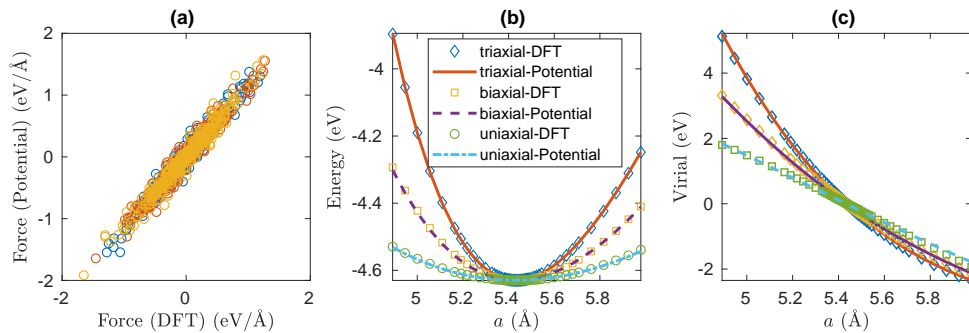 (a)
Force (Potential) (eV/Å)
2
1
0
-1
-2
-2
0
2
Force (DFT) (eV/Å)
(b)
Energy (eV)
-4
-4.2
-4.4
-4.6
5
5.2
5.4
5.6
5.8
a (Å)
triaxial-DFT
triaxial-Potential
biaxial-DFT
biaxial-Potential
uniaxial-DFT
uniaxial-Potential
(c)
Virial (eV)
4
2
0
-2
5
5.2
5.4
5.6
5.8
a (Å)